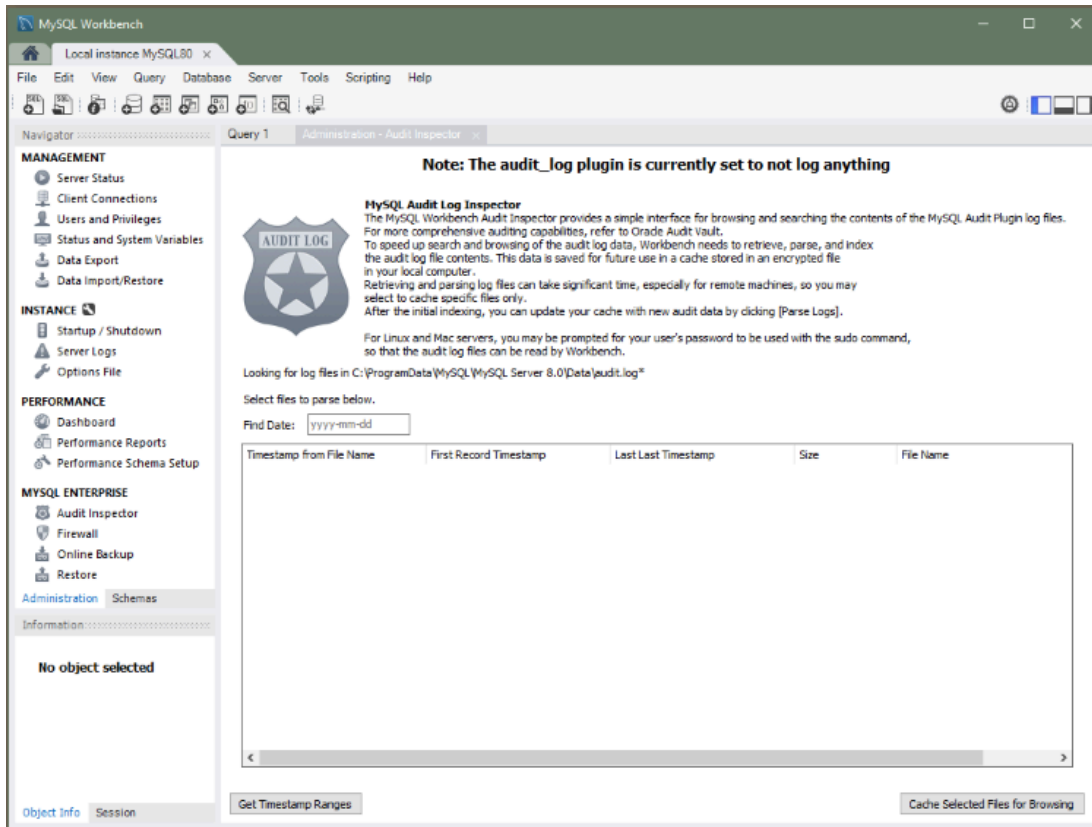 MySQL Workbench
Local instance MySQL80
File Edit View Query Database Server Tools Scripting Help
Navigator
MANAGEMENT
Server Status
Client Connections
Users and Privileges
Status and System Variables
Data Export
Data Import/Restore
INSTANCE
Startup / Shutdown
Server Logs
Options File
PERFORMANCE
Dashboard
Performance Reports
Performance Schema Setup
MYSQL ENTERPRISE
Audit Inspector
Firewall
Online Backup
Restore
Administration Schemas
Information
No object selected
Object Info Session
Query 1 Administration - Audit Inspector
Note: The audit_log plugin is currently set to not log anything
AUDIT LOG
MySQL Audit Log Inspector
The MySQL Workbench Audit Inspector provides a simple interface for browsing and searching the contents of the MySQL Audit Plugin log files.
For more comprehensive auditing capabilities, refer to Oracle Audit Vault.
To speed up search and browsing of the audit log data, Workbench needs to retrieve, parse, and index
the audit log file contents. This data is saved for future use in a cache stored in an encrypted file
in your local computer.
Retrieving and parsing log files can take significant time, especially for remote machines, so you may
select to cache specific files only.
After the initial indexing, you can update your cache with new audit data by clicking [Parse Logs].
For Linux and Mac servers, you may be prompted for your user's password to be used with the sudo command,
so that the audit log files can be read by Workbench.
Looking for log files in C:\ProgramData\MySQL\MySQL Server 8.0\Data\audit.log*
Select files to parse below.
Find Date: yyyy-mm-dd
Timestamp from File Name First Record Timestamp Last Last Timestamp Size File Name
Get Timestamp Ranges Cache Selected Files for Browsing